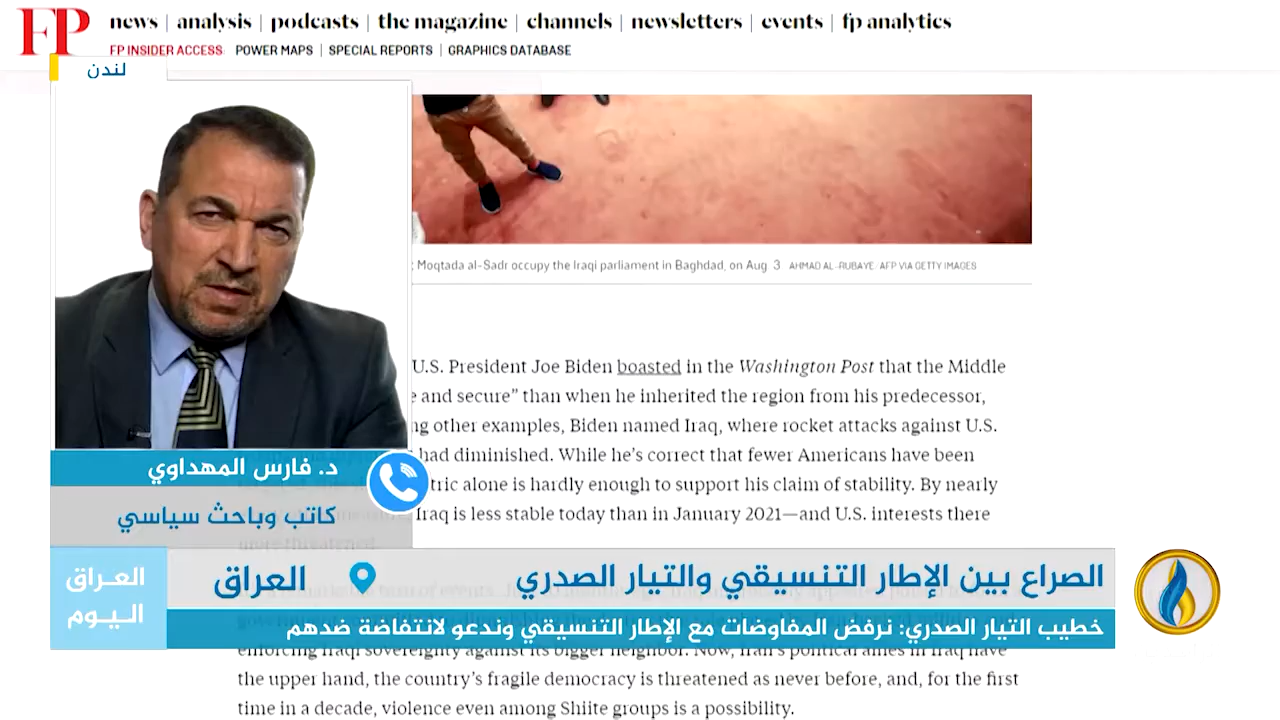 FP
news | analysis | podcasts | the magazine | channels | newsletters | events | fp analytics
FP INSIDER ACCESS POWER MAPS | SPECIAL REPORTS | GRAPHICS DATABASE
لندن
Moqtada al-Sadr occupy the Iraqi parliament in Baghdad, on Aug 3 AHMAD AL-RUBAYE/AFP VIA GETTY IMAGES
U.S. President Joe Biden boasted in the Washington Post that the Middle
and secure” than when he inherited the region from his predecessor,
other examples, Biden named Iraq, where rocket attacks against U.S.
had diminished. While he's correct that fewer Americans have been
alone is hardly enough to support his claim of stability. By nearly
Iraq is less stable today than in January 2021—and U.S. interests there
more threatened.
د. فارس المهداوي
كاتب وباحث سياسي
الصراع بين الإطار التنسيقي والتيار الصدري
العراق
العراق
اليوم
خطيب التيار الصدري: نرفض المفاوضات مع الإطار التنسيقي وندعو لانتفاضة ضدهم
enforcing Iraqi sovereignty against its bigger neighbor. Now, Iran's political allies in Iraq have
the upper hand, the country's fragile democracy is threatened as never before, and, for the first
time in a decade, violence even among Shiite groups is a possibility.